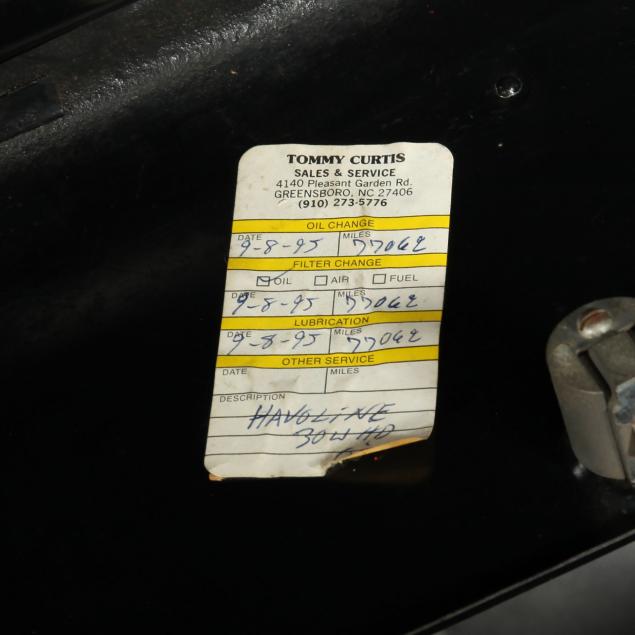 TOMMY CURTIS
SALES & SERVICE
4140 Pleasant Garden Rd.
GREENSBORO, NC 27406
(910) 273-5776
OIL CHANGE
DATE 9-8-95 MILES 77062
FILTER CHANGE
OIL AIR FUEL
DATE 9-8-95 MILES 77062
LUBRICATION
DATE 9-8-95 MILES 77062
OTHER SERVICE
DATE MILES
DESCRIPTION
HAVOLINE
30W HD